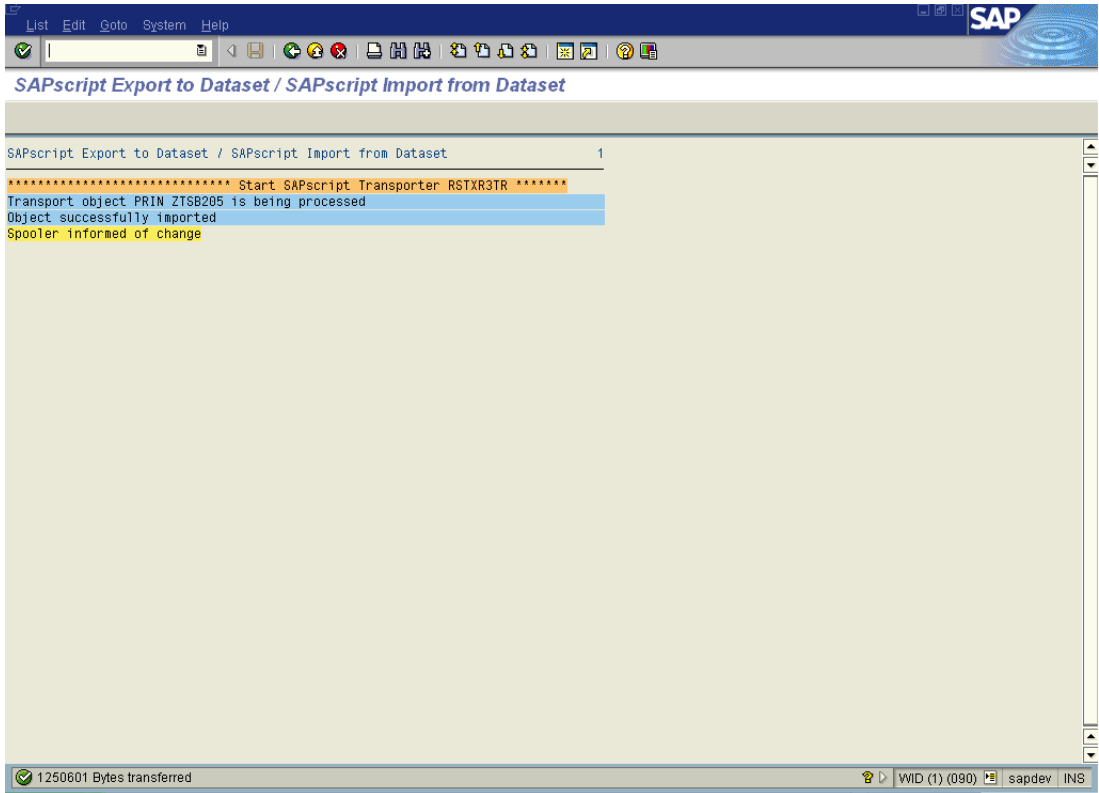 List Edit Goto System Help
SAP
SAPscript Export to Dataset / SAPscript Import from Dataset
SAPscript Export to Dataset / SAPscript Import from Dataset 1
****************************** Start SAPscript Transporter RSTXR3TR *******
Transport object PRIN ZTSB205 is being processed
Object successfully imported
Spooler informed of change
1250601 Bytes transferred WID (1) (090) sapdev INS